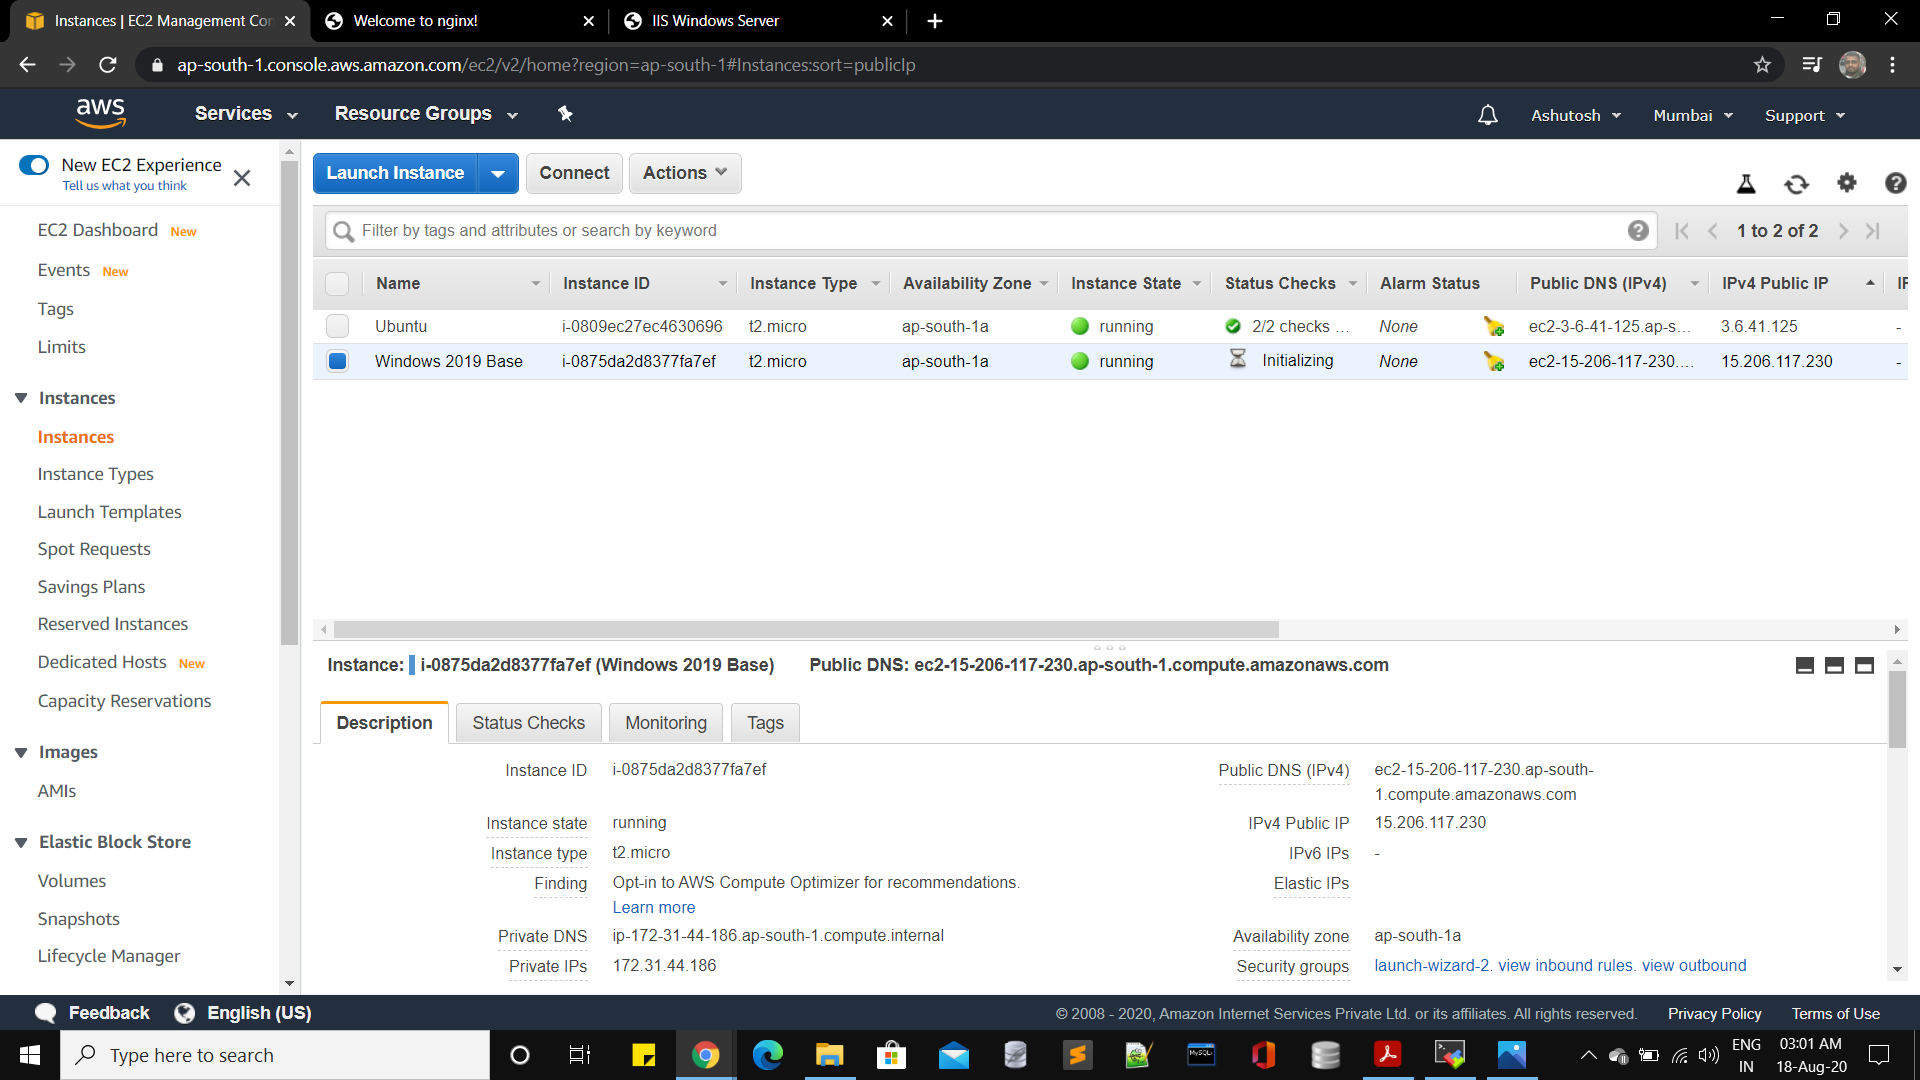 Instances | EC2 Management Con
Welcome to nginx!
IIS Windows Server
ap-south-1.console.aws.amazon.com/ec2/v2/home?region=ap-south-1#Instances:sort=publicIp
aws
Services
Resource Groups
Ashutosh
Mumbai
Support
New EC2 Experience
Tell us what you think
EC2 Dashboard New
Events New
Tags
Limits
Instances
Instances
Instance Types
Launch Templates
Spot Requests
Savings Plans
Reserved Instances
Dedicated Hosts New
Capacity Reservations
Images
AMIs
Elastic Block Store
Volumes
Snapshots
Lifecycle Manager
Launch Instance
Connect
Actions
Filter by tags and attributes or search by keyword
1 to 2 of 2
Name Instance ID Instance Type Availability Zone Instance State Status Checks Alarm Status Public DNS (IPv4) IPv4 Public IP IP
Ubuntu i-0809ec27ec4630696 t2.micro ap-south-1a running 2/2 checks ... None ec2-3-6-41-125.ap-s... 3.6.41.125 -
Windows 2019 Base i-0875da2d8377fa7ef t2.micro ap-south-1a running Initializing None ec2-15-206-117-230.... 15.206.117.230 -
Instance: i-0875da2d8377fa7ef (Windows 2019 Base) Public DNS: ec2-15-206-117-230.ap-south-1.compute.amazonaws.com
Description
Status Checks
Monitoring
Tags
Instance ID i-0875da2d8377fa7ef
Instance state running
Instance type t2.micro
Finding Opt-in to AWS Compute Optimizer for recommendations.
Learn more
Private DNS ip-172-31-44-186.ap-south-1.compute.internal
Private IPs 172.31.44.186
Public DNS (IPv4) ec2-15-206-117-230.ap-south-
1.compute.amazonaws.com
IPv4 Public IP 15.206.117.230
IPv6 IPs -
Elastic IPs
Availability zone ap-south-1a
Security groups launch-wizard-2. view inbound rules. view outbound
Feedback
English (US)
© 2008 - 2020, Amazon Internet Services Private Ltd. or its affiliates. All rights reserved.
Privacy Policy
Terms of Use
Type here to search
MySQL
ENG
IN
03:01 AM
18-Aug-20